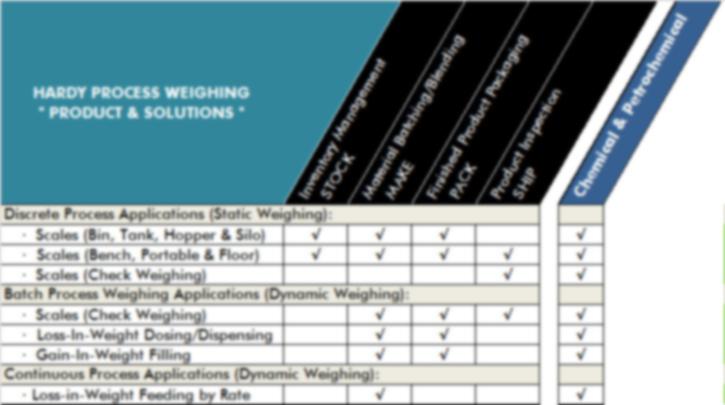 HARDY PROCESS WEIGHING
* PRODUCT & SOLUTIONS *
Inventory Management
STOCK
Material Batching/Blending
MAKE
Finished Product Packaging
PACK
Product Inspection
SHIP
Chemical & Petrochemical
Discrete Process Applications (Static Weighing):
· Scales (Bin, Tank, Hopper & Silo) √ √ √ √
· Scales (Bench, Portable & Floor) √ √ √ √ √
· Scales (Check Weighing) √ √
Batch Process Weighing Applications (Dynamic Weighing):
· Scales (Check Weighing) √ √ √ √
· Loss-In-Weight Dosing/Dispensing √ √ √
· Gain-In-Weight Filling √ √ √
Continuous Process Applications (Dynamic Weighing):
· Loss-in-Weight Feeding by Rate √ √